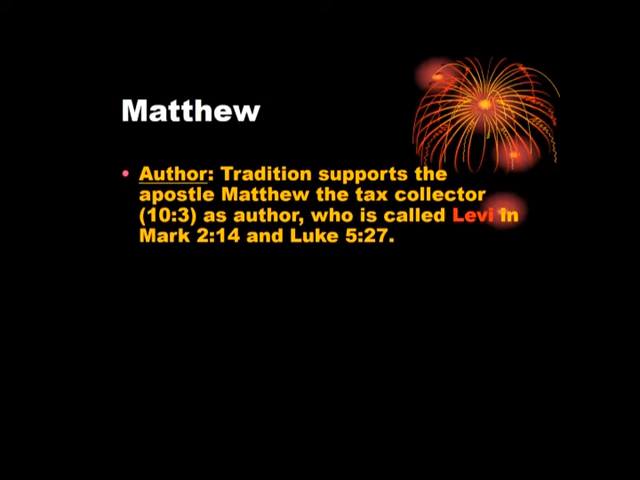 Matthew
• Author: Tradition supports the
apostle Matthew the tax collector
(10:3) as author, who is called Levi in
Mark 2:14 and Luke 5:27.